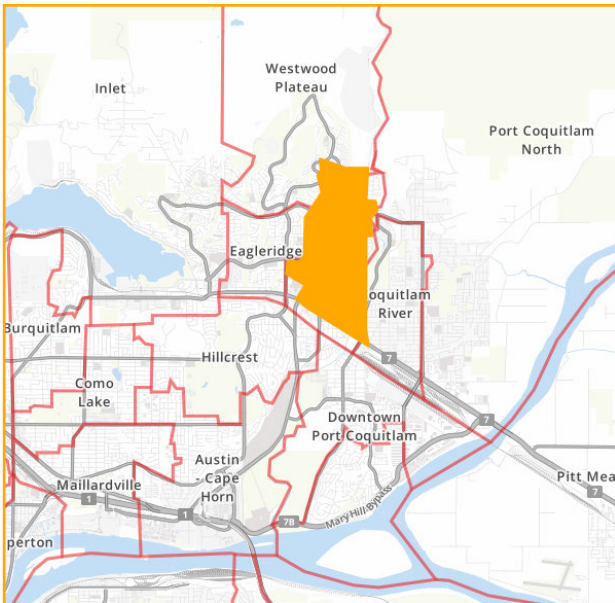 Westwood
Plateau
Inlet
Port Coquitlam
North
Eagleridge
oquitlam
River
Burquitlam
Hillcrest
7
Como
Lake
Downtown
Port Coquitlam
7
Austin
- Cape
Horn
Maillardville
Pitt Mea
7
1
1
7B
Mary Hill Bypass
perton